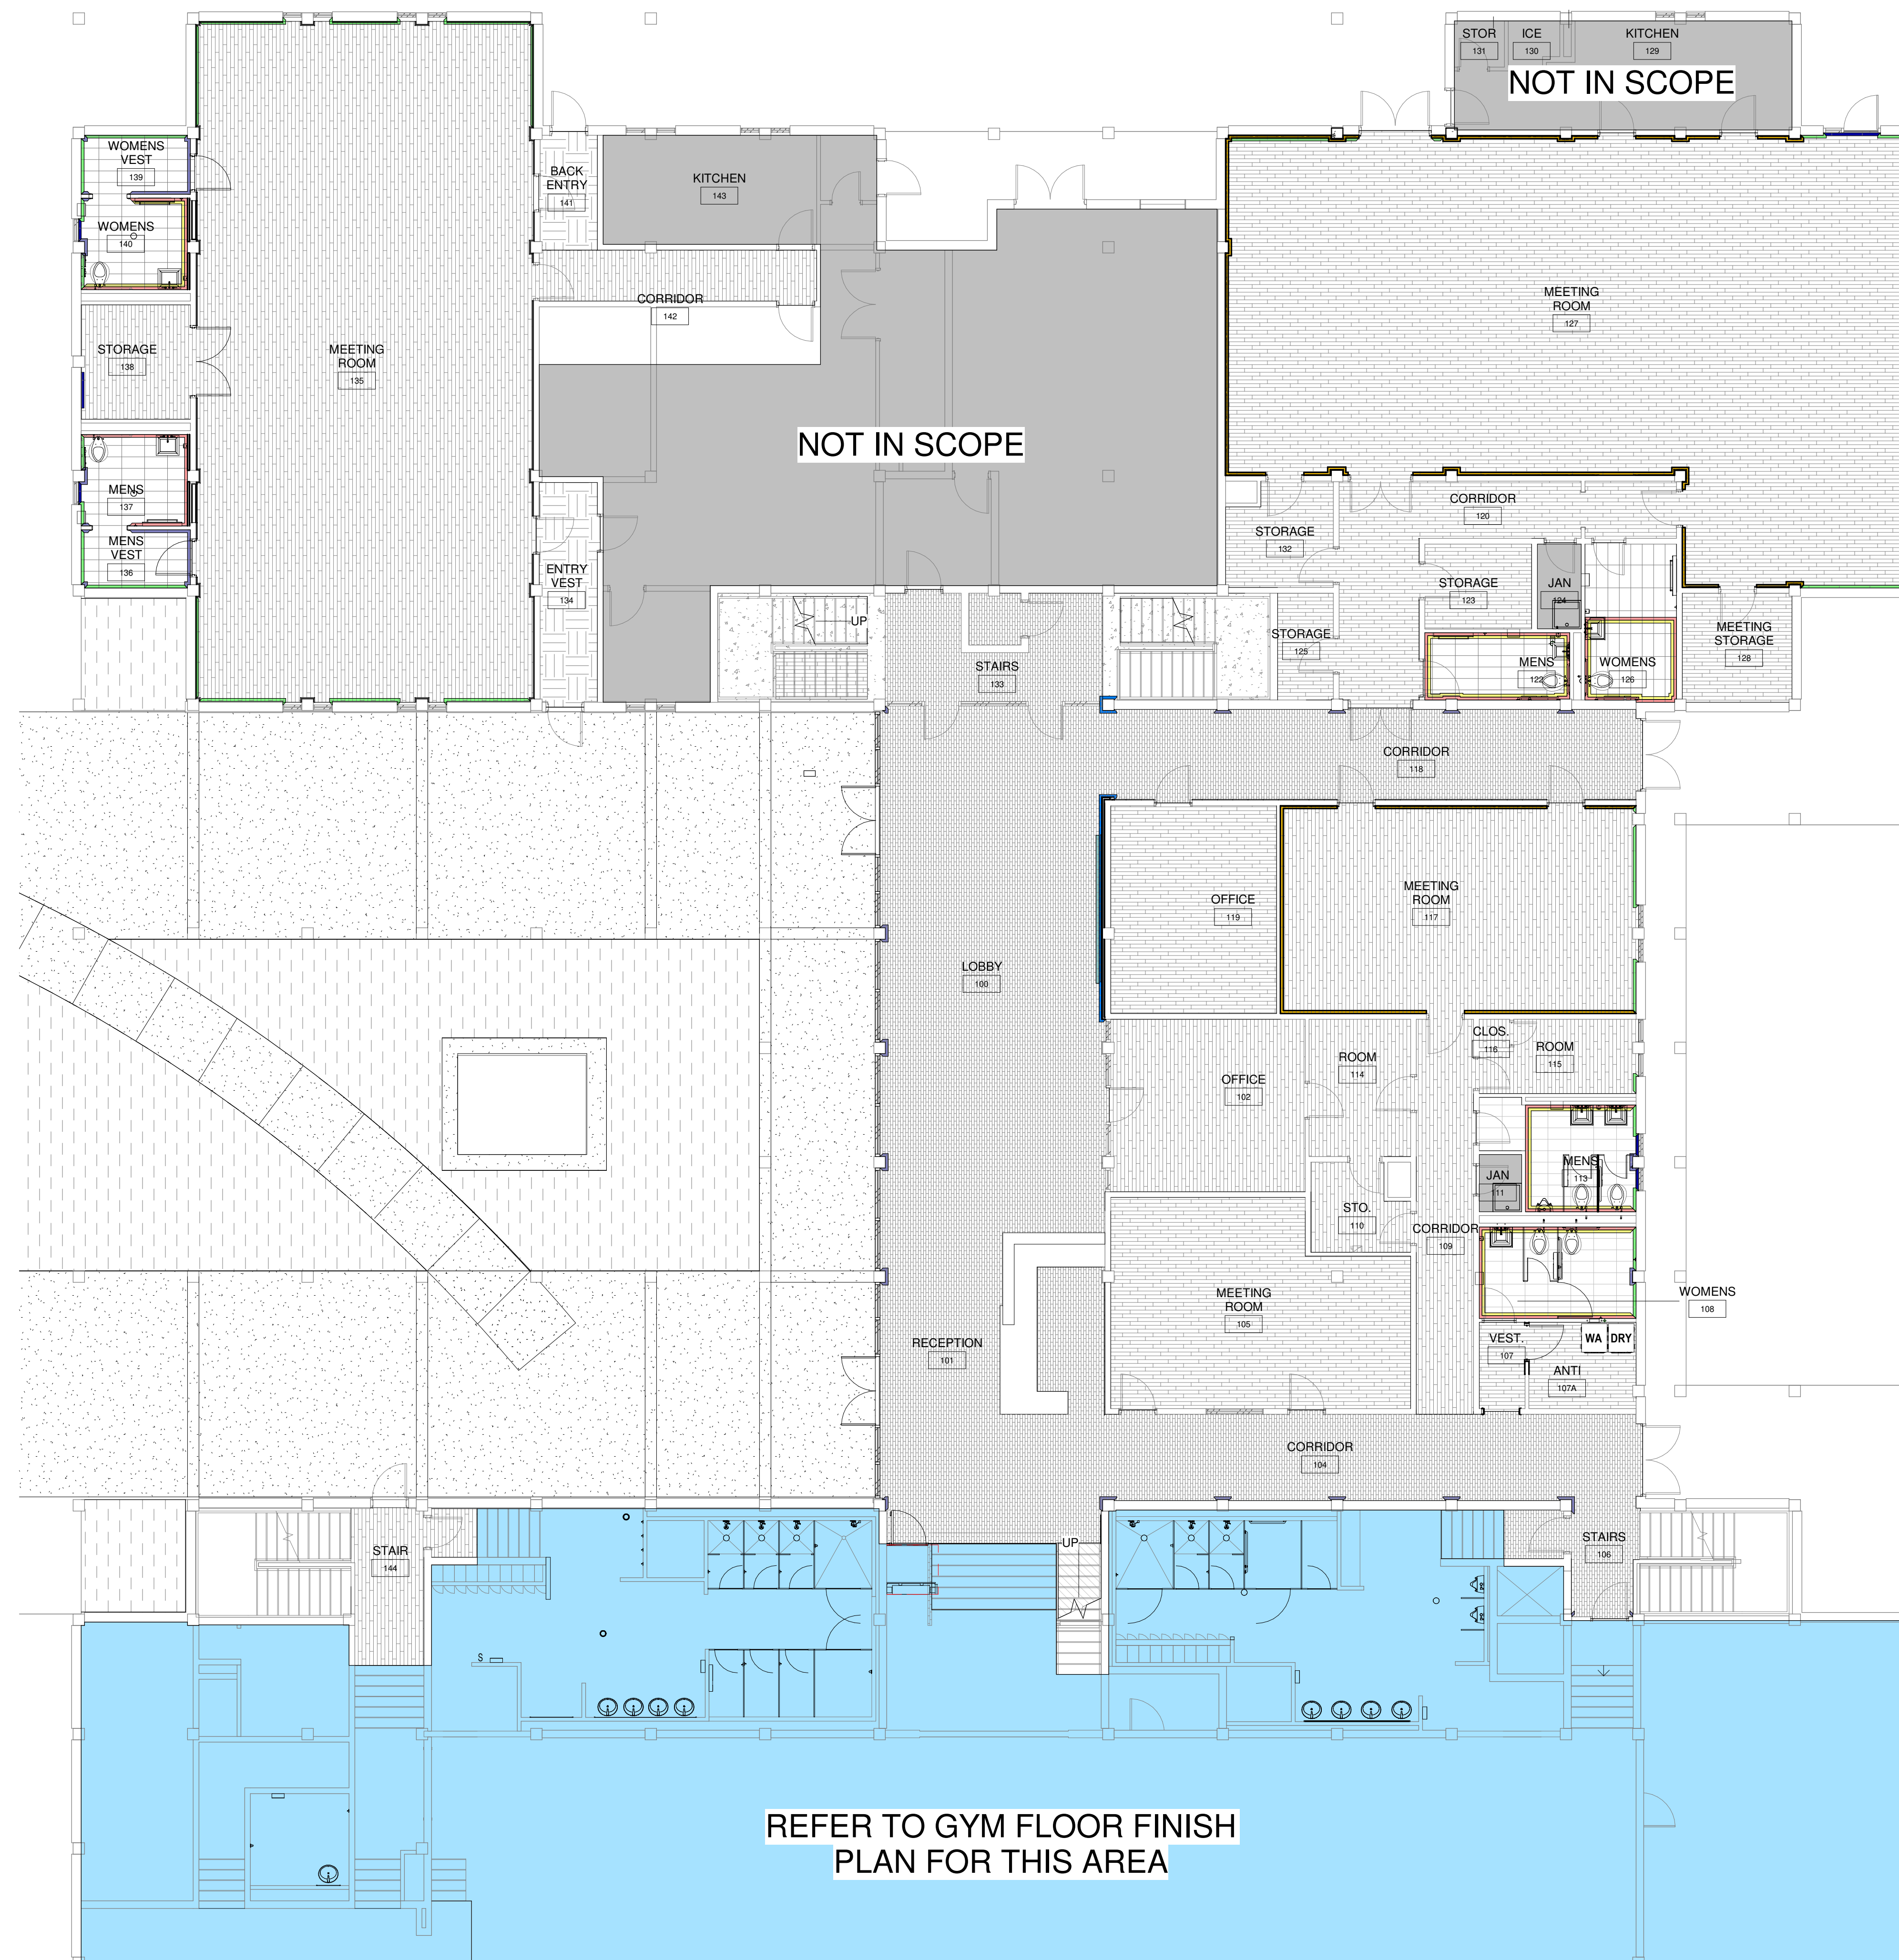 STOR
131
ICE
130
KITCHEN
129
NOT IN SCOPE
WOMENS
VEST
139
BACK
ENTRY
141
KITCHEN
143
WOMENS
140
CORRIDOR
142
MEETING
ROOM
127
STORAGE
138
MEETING
ROOM
135
NOT IN SCOPE
MENS
137
CORRIDOR
120
STORAGE
132
MENS
VEST
136
ENTRY
VEST
134
STORAGE
123
JAN
124
UP
STORAGE
125
MEETING
STORAGE
128
STAIRS
133
MENS
122
WOMENS
126
CORRIDOR
118
OFFICE
119
MEETING
ROOM
117
LOBBY
100
CLOS.
116
ROOM
115
ROOM
114
OFFICE
102
MENS
113
JAN
111
STO.
110
CORRIDOR
109
WOMENS
108
MEETING
ROOM
105
RECEPTION
101
VEST.
107
WA
DRY
ANTI
107A
CORRIDOR
104
STAIR
144
UP
STAIRS
106
S
REFER TO GYM FLOOR FINISH
PLAN FOR THIS AREA